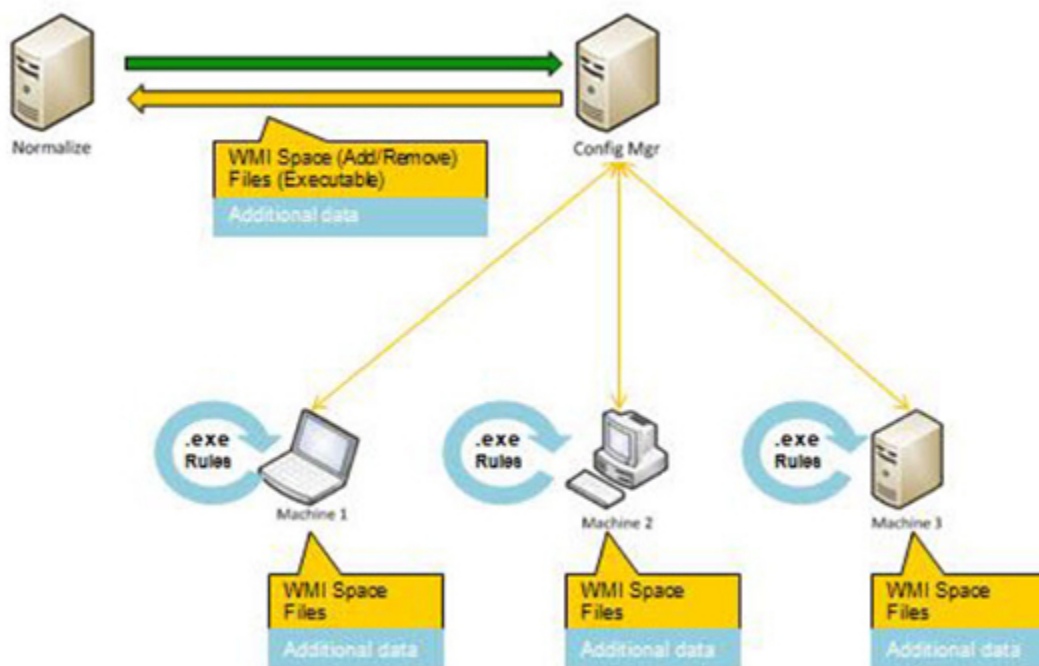 Normalize
Config Mgr
WMI Space (Add/Remove)
Files (Executable)
Additional data
.exe
Rules
.exe
Rules
.exe
Rules
Machine 1
Machine 2
Machine 3
WMI Space
Files
Additional data
WMI Space
Files
Additional data
WMI Space
Files
Additional data